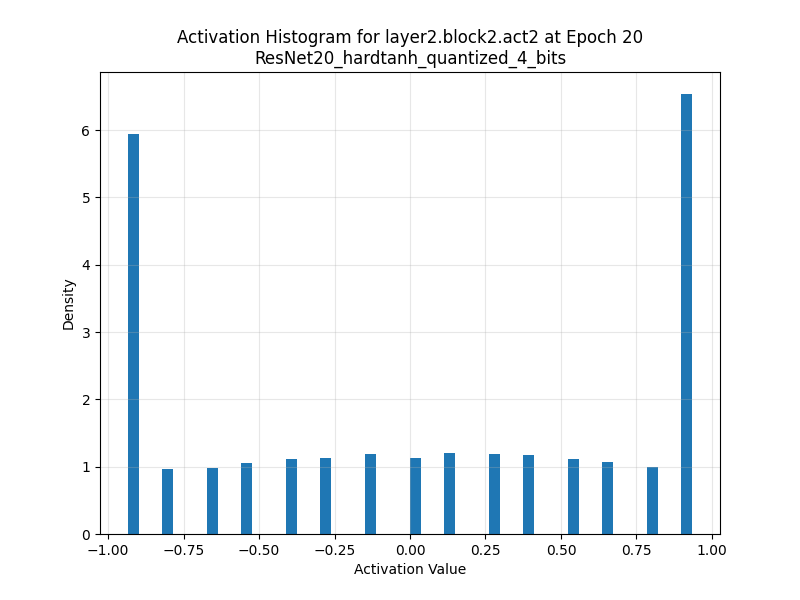 Activation Histogram for layer2.block2.act2 at Epoch 20
ResNet20_hardtanh_quantized_4_bits
Density
6
5
4
3
2
1
0
−1.00 −0.75 −0.50 −0.25 0.00 0.25 0.50 0.75 1.00
Activation Value